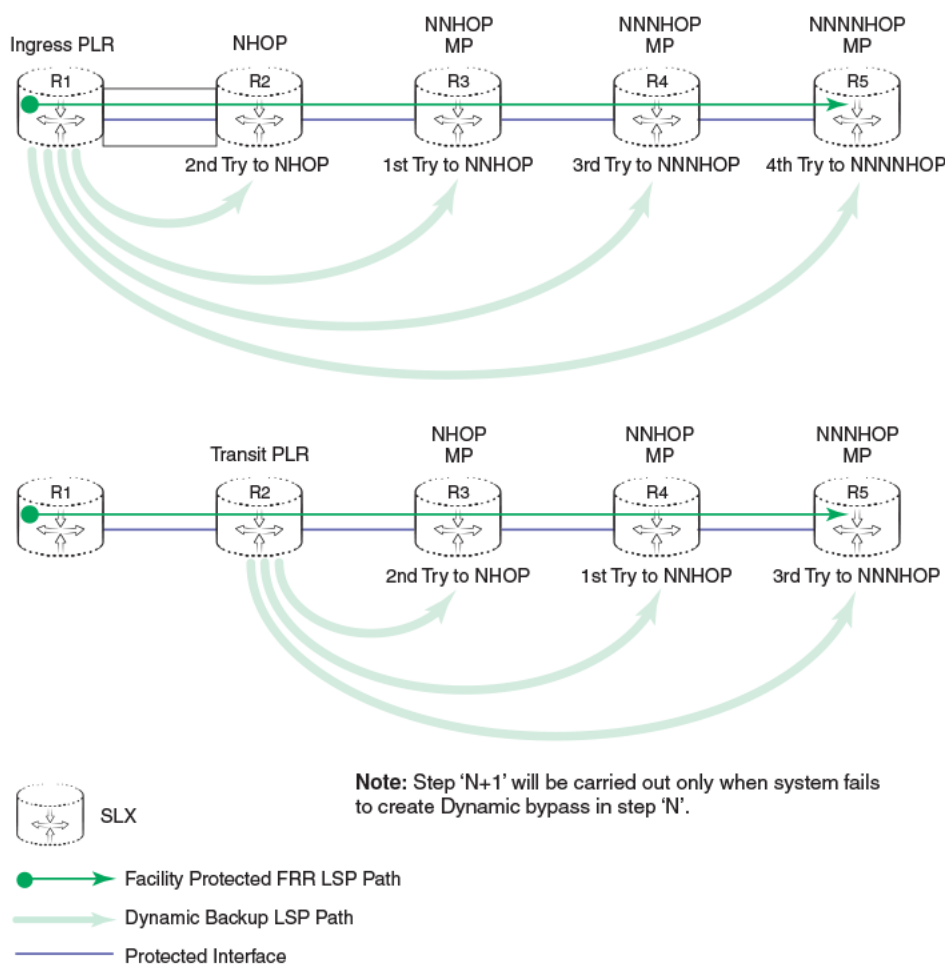 Ingress PLR
NHOP
NNHOP
MP
NNNHOP
MP
NNNNHOP
MP
R1
R2
R3
R4
R5
2nd Try to NHOP
1st Try to NNHOP
3rd Try to NNNHOP
4th Try to NNNNHOP
Transit PLR
NHOP
MP
NNHOP
MP
NNNHOP
MP
R1
R2
R3
R4
R5
2nd Try to NHOP
1st Try to NNHOP
3rd Try to NNNHOP
SLX
Note: Step ‘N+1’ will be carried out only when system fails
to create Dynamic bypass in step ‘N’.
Facility Protected FRR LSP Path
Dynamic Backup LSP Path
Protected Interface